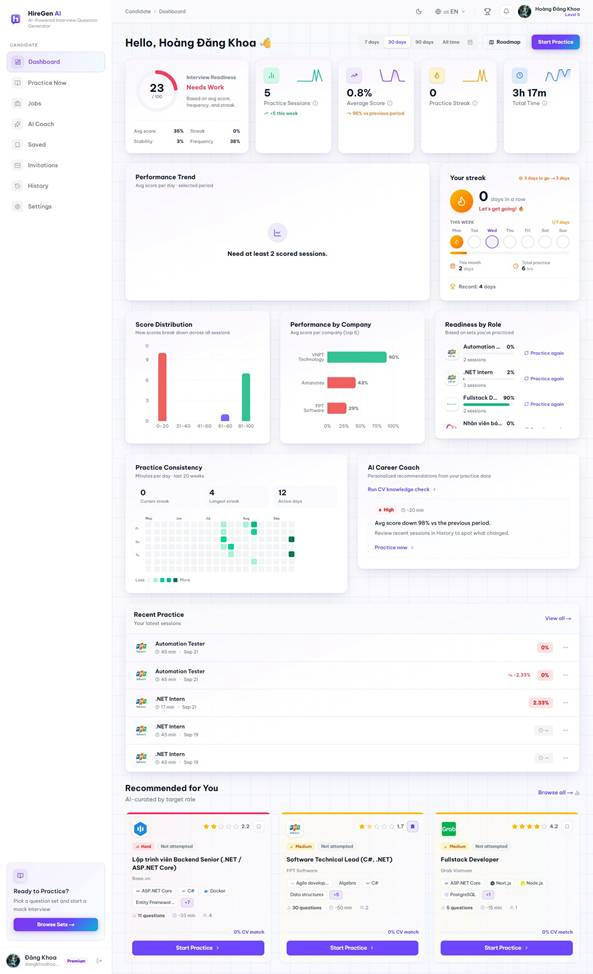 HireGen AI
AI-Powered Interview Question Generator
CANDIDATE
Dashboard
Practice Now
Jobs
AI Coach
Saved
Invitations
History
Settings
Ready to Practice?
Pick a question set and start a mock interview
Browse Sets →
Đăng Khoa
Premium
Candidate › Dashboard
EN
Hoàng Đăng Khoa
Level 5
Hello, Hoàng Đăng Khoa 👋
7 days
30 days
90 days
All time
Roadmap
Start Practice
23
/ 100
Interview Readiness
Needs Work
Based on avg score, frequency, and streak.
Avg score 35%
Streak 0%
Stability 3%
Frequency 38%
5
Practice Sessions
+5 this week
0.8%
Average Score
98% vs previous period
0
Practice Streak
3h 17m
Total Time
Performance Trend
Avg score per day · selected period
Need at least 2 scored sessions.
Your streak
3 days to go → 3 days
0 days in a row
Let's get going! 🔥
THIS WEEK
1/7 days
Mon Tue Wed Thu Fri Sat Sun
This month
2 days
Total practice
6 hrs
Record: 4 days
Score Distribution
How scores break down across all sessions
9
6
3
0
0-20 21-40 41-60 61-80 81-100
Performance by Company
Avg score per company (top 6)
VNPT Technology 90%
Amanotes 43%
FPT Software 29%
0% 25% 50% 75% 100%
Readiness by Role
Based on sets you've practiced
Automation ... 0%
2 sessions
Practice again
.NET Intern 2%
3 sessions
Practice again
Fullstack D... 90%
2 sessions
Practice again
Nhân viên bá... 0%
Practice Consistency
Minutes per day · last 20 weeks
0
Current streak
4
Longest streak
12
Active days
May Jun Jul Aug Sep
Less More
AI Career Coach
Personalized recommendations from your practice data
Run CV knowledge check ›
High
~20 min
Avg score down 98% vs the previous period.
Review recent sessions in History to spot what changed.
Practice now ›
Recent Practice
Your latest sessions
View all →
Automation Tester
45 min · Sep 21
0%
Automation Tester
45 min · Sep 21
-2.33%
0%
.NET Intern
17 min · Sep 21
2.33%
.NET Intern
45 min · Sep 19
.NET Intern
45 min · Sep 19
Recommended for You
AI-curated by target role
Browse all →
2.2
Hard
Not attempted
Lập trình viên Backend Senior (.NET / ASP.NET Core)
ASP.NET Core
C#
Docker
Entity Framewor...
+7
11 questions
~33 min
4
0% CV match
Start Practice ›
1.7
Medium
Not attempted
Software Technical Lead (C#, .NET)
FPT Software
Agile develop...
Algebra
C#
Data structures
+5
30 questions
~50 min
2
0% CV match
Start Practice ›
Grab
4.2
Medium
Not attempted
Fullstack Developer
Grab Vietnam
ASP.NET Core
Next.js
Node.js
PostgreSQL
+1
5 questions
~15 min
1
0% CV match
Start Practice ›